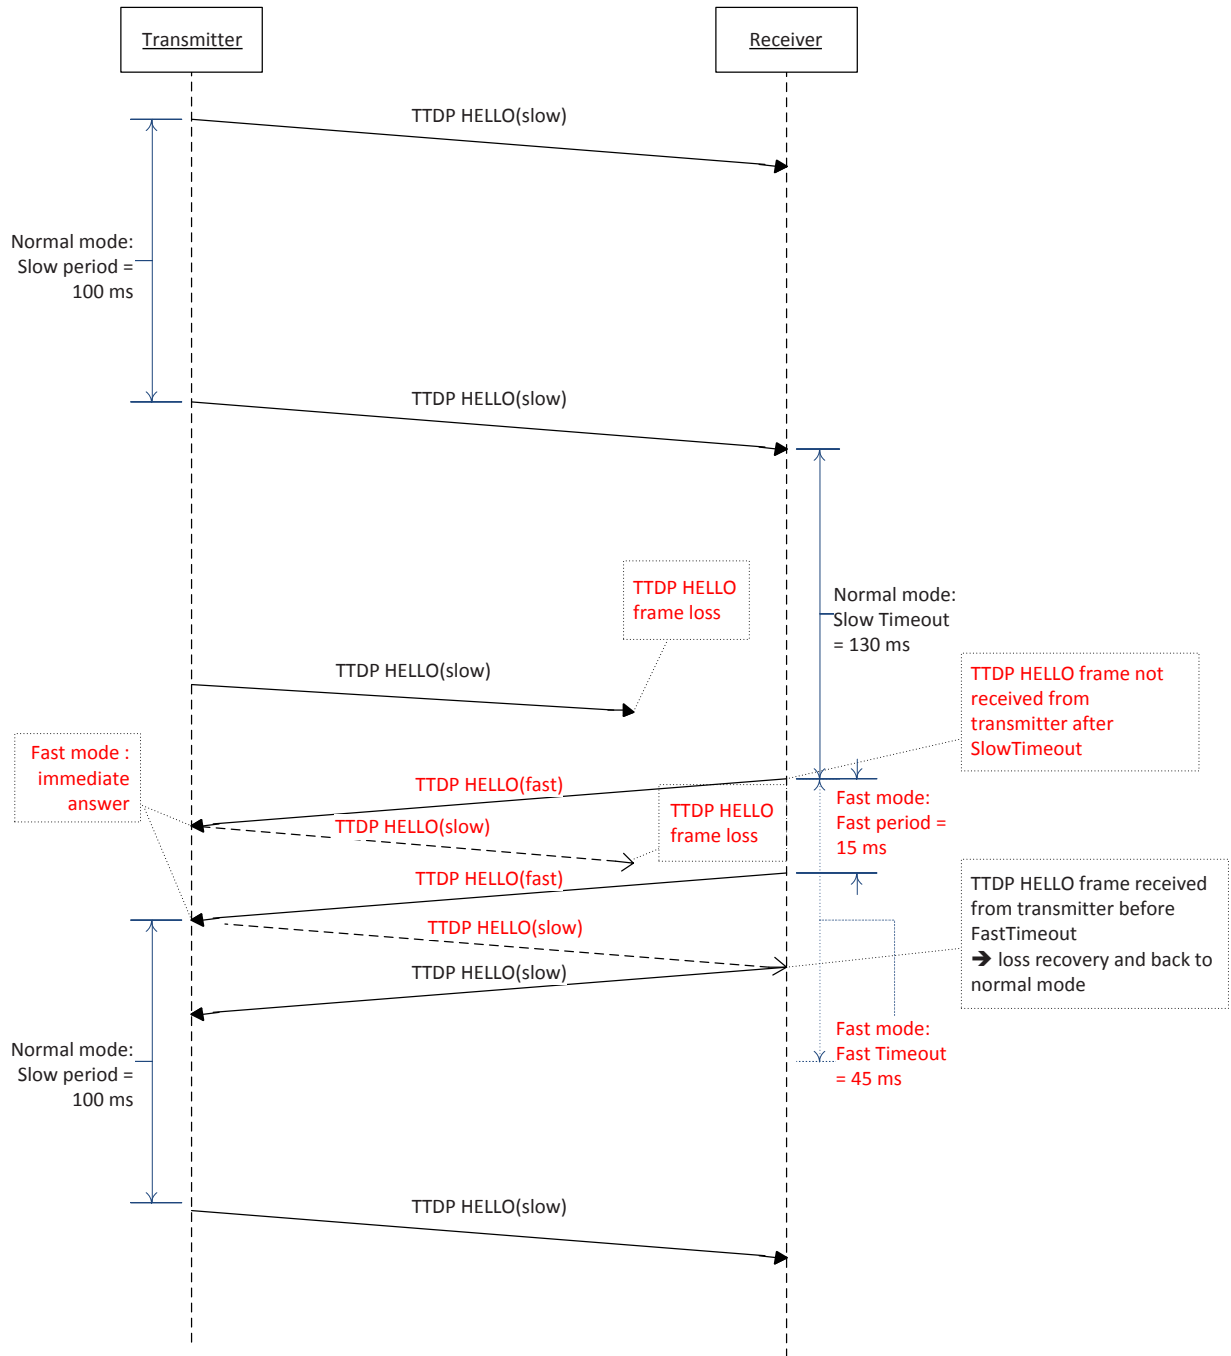 Transmitter
Receiver
TTDP HELLO(slow)
Normal mode:
Slow period =
100 ms
TTDP HELLO(slow)
TTDP HELLO
frame loss
Normal mode:
Slow Timeout
= 130 ms
TTDP HELLO(slow)
TTDP HELLO frame not
received from
transmitter after
SlowTimeout
Fast mode :
immediate
answer
TTDP HELLO(fast)
TTDP HELLO(slow)
TTDP HELLO
frame loss
Fast mode:
Fast period =
15 ms
TTDP HELLO(fast)
TTDP HELLO frame received
from transmitter before
FastTimeout
➔ loss recovery and back to
normal mode
TTDP HELLO(slow)
TTDP HELLO(slow)
Normal mode:
Slow period =
100 ms
Fast mode:
Fast Timeout
= 45 ms
TTDP HELLO(slow)